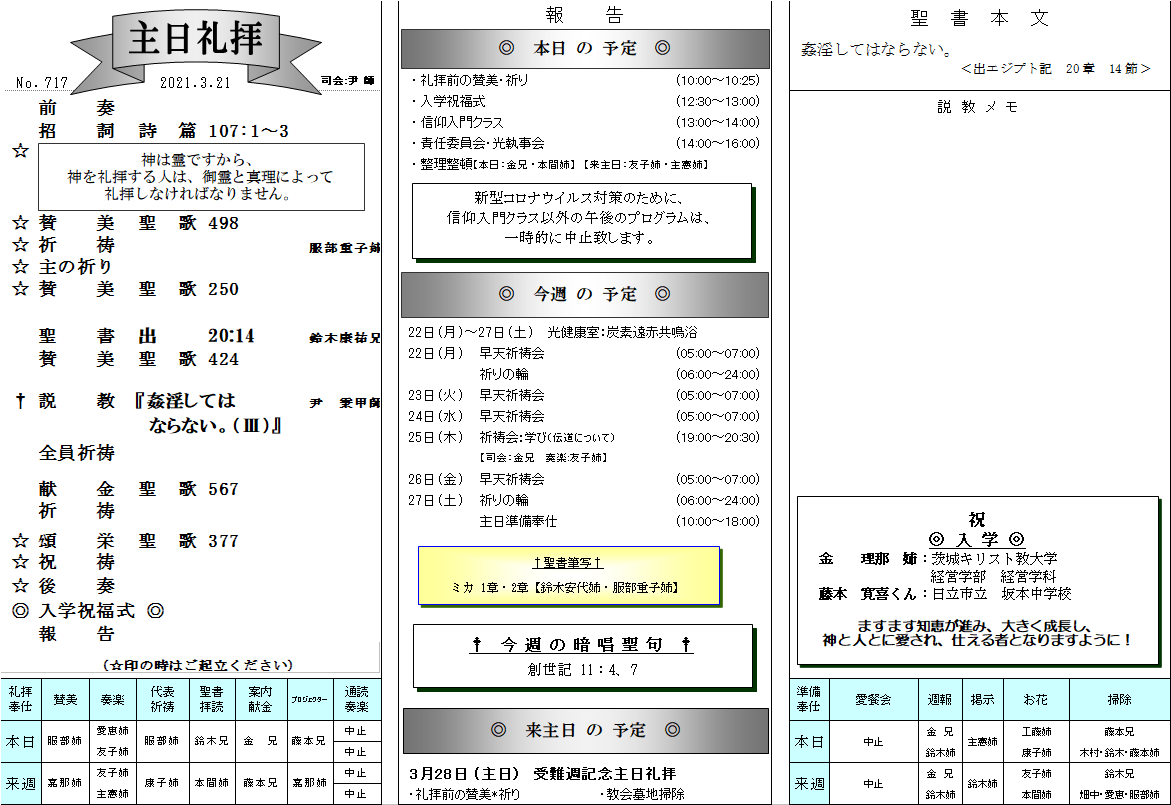 主日礼拝
No.717 2021.3.21 司会:尹 師
前 奏
招 詞 詩 篇 107:1～3
☆
神は霊ですから、
神を礼拝する人は、御霊と真理によって
礼拝しなければなりません。
☆ 賛 美 聖 歌 498
☆ 祈 祷 服部重子姉
☆ 主の祈り
☆ 賛 美 聖 歌 250
聖 書 出 20:14 鈴木康祐兄
賛 美 聖 歌 424
† 説 教 『姦淫しては 尹 業甲師
ならない。(Ⅲ)』
全員祈祷
献 金 聖 歌 567
祈 祷
☆ 頌 栄 聖 歌 377
☆ 祝 祷
☆ 後 奏
◎ 入学祝福式 ◎
報 告
(☆印の時はご起立ください)
礼拝奉仕 賛美 奏楽 代表祈祷 聖書拝読 案内献金 プロジェクター 通読奏楽
本日 服部姉 愛恵姉 友子姉 服部姉 鈴木兄 金 兄 藤本兄 中止 中止
来週 嘉那姉 友子姉 主恵姉 康子姉 本間姉 藤本兄 嘉那姉 中止 中止
報 告
◎ 本日 の 予定 ◎
・礼拝前の賛美・祈り (10:00～10:25)
・入学祝福式 (12:30～13:00)
・信仰入門クラス (13:00～14:00)
・責任委員会・光執事会 (14:00～16:00)
・整理整頓【本日:金兄・本間姉】【来主日:友子姉・主憲姉】
新型コロナウイルス対策のために、
信仰入門クラス以外の午後のプログラムは、
一時的に中止致します。
◎ 今週 の 予定 ◎
22日(月)～27日(土) 光健康室:炭素遠赤共鳴浴
22日(月) 早天祈祷会 (05:00～07:00)
祈りの輪 (06:00～24:00)
23日(火) 早天祈祷会 (05:00～07:00)
24日(水) 早天祈祷会 (05:00～07:00)
25日(木) 祈祷会:学び(伝道について) (19:00～20:30)
【司会:金兄 奏楽:友子姉】
26日(金) 早天祈祷会 (05:00～07:00)
27日(土) 祈りの輪 (06:00～24:00)
主日準備奉仕 (10:00～18:00)
†聖書筆写†
ミカ 1章・2章【鈴木安代姉・服部重子姉】
† 今週の暗唱聖句 †
創世記 11:4、7
◎ 来主日 の 予定 ◎
3月28日(主日) 受難週記念主日礼拝
・礼拝前の賛美*祈り ・教会墓地掃除
聖 書 本 文
姦淫してはならない。
＜出エジプト記 20章 14節＞
説 教 メ モ
祝
◎ 入 学 ◎
金 理那 姉:茨城キリスト教大学
経営学部 経営学科
藤本 寛喜くん:日立市立 坂本中学校
ますます知恵が進み、大きく成長し、
神と人とに愛され、仕える者となりますように！
準備奉仕 愛餐会 週報 掲示 お花 掃除
本日 中止 金 兄 鈴木姉 主憲姉 工藤姉 康子姉 藤本兄 木村・鈴木・藤本姉
来週 中止 金 兄 鈴木姉 鈴木姉 友子姉 本間姉 鈴木兄 畑中・愛恵・服部姉